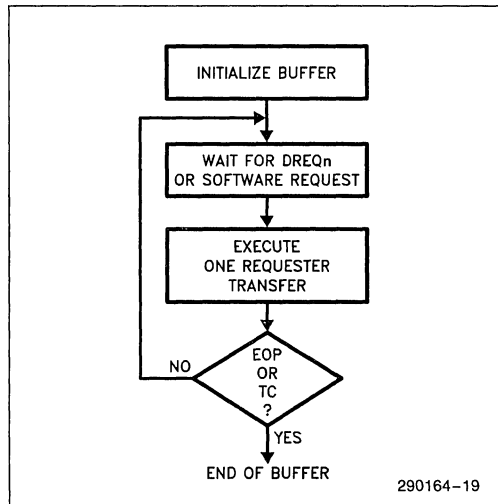 INITIALIZE BUFFER
WAIT FOR DREQn
OR SOFTWARE REQUEST
EXECUTE
ONE REQUESTER
TRANSFER
EOP
OR
TC
?
NO
YES
END OF BUFFER
290164-19